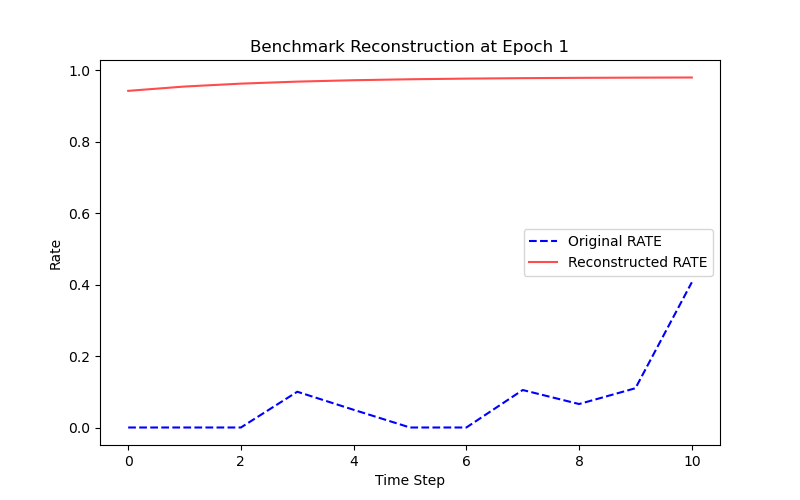 Benchmark Reconstruction at Epoch 1
1.0
0.8
0.6
0.4
0.2
0.0
Rate
Original RATE
Reconstructed RATE
0
2
4
6
8
10
Time Step